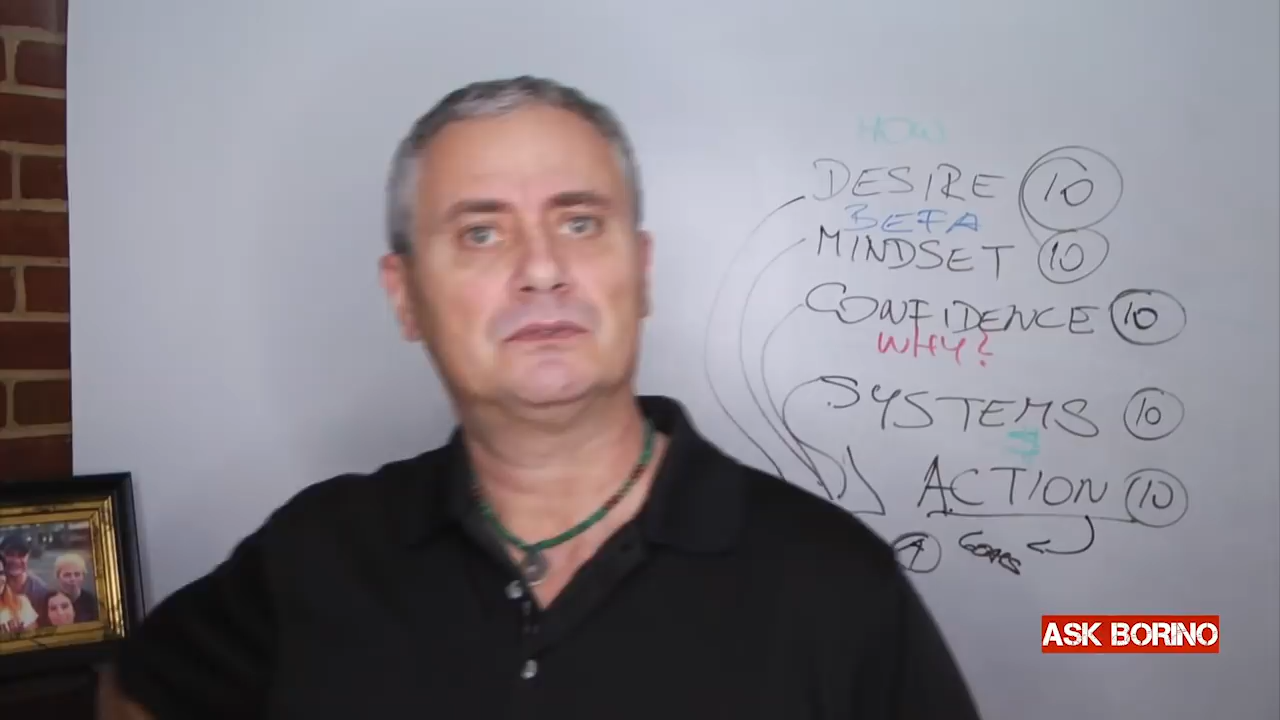 HOW
DESIRE 10
BEFA
MINDSET 10
CONFIDENCE 10
WHY?
SYSTEMS 10
$
ACTION 10
GOALS
ASK BORINO